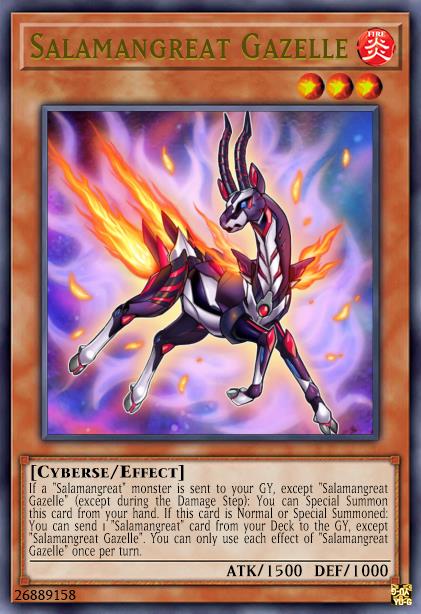 Salamangreat Gazelle
FIRE
炎
[Cyberse/Effect]
If a "Salamangreat" monster is sent to your GY, except "Salamangreat
Gazelle" (except during the Damage Step): You can Special Summon
this card from your hand. If this card is Normal or Special Summoned:
You can send 1 "Salamangreat" card from your Deck to the GY, except
"Salamangreat Gazelle". You can only use each effect of "Salamangreat
Gazelle" once per turn.
ATK/1500 DEF/1000
26889158